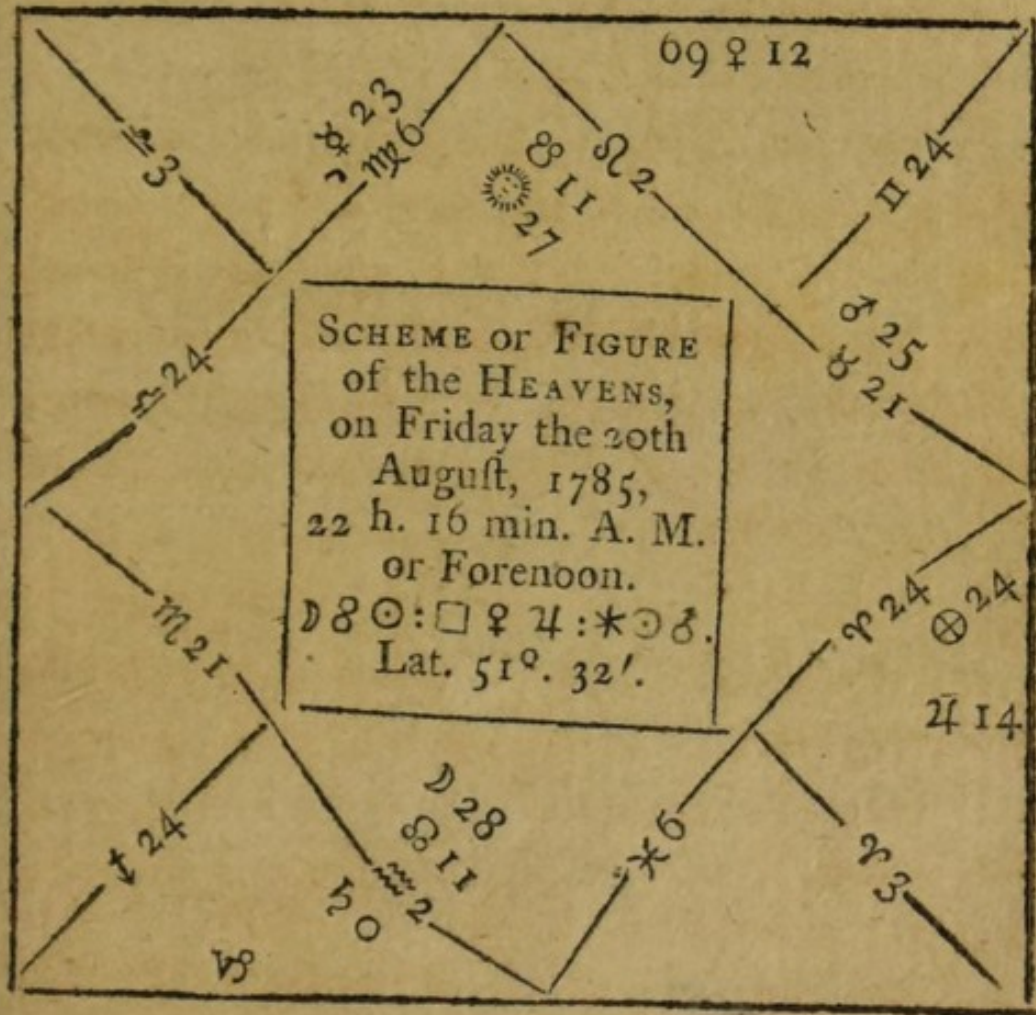 69 ♀ 12
☿ 23
♍ 6
♎ 3
♌ 2
☋ 11
☉ 27
♊ 24
♂ 25
♉ 21
♎ 24
SCHEME or FIGURE
of the HEAVENS,
on Friday the 20th
Auguſt, 1785,
22 h. 16 min. A. M.
or Forenoon.
☽ ☍ ☉ : □ ♀ ♃ : ⚹ ☉ ♂.
Lat. 51°. 32′.
♈ 24
⊗ 24
♃ 14
♏ 21
☽ 28
☊ 11
♒ 2
♄ 0
♐ 24
♑
♓ 6
♈ 3